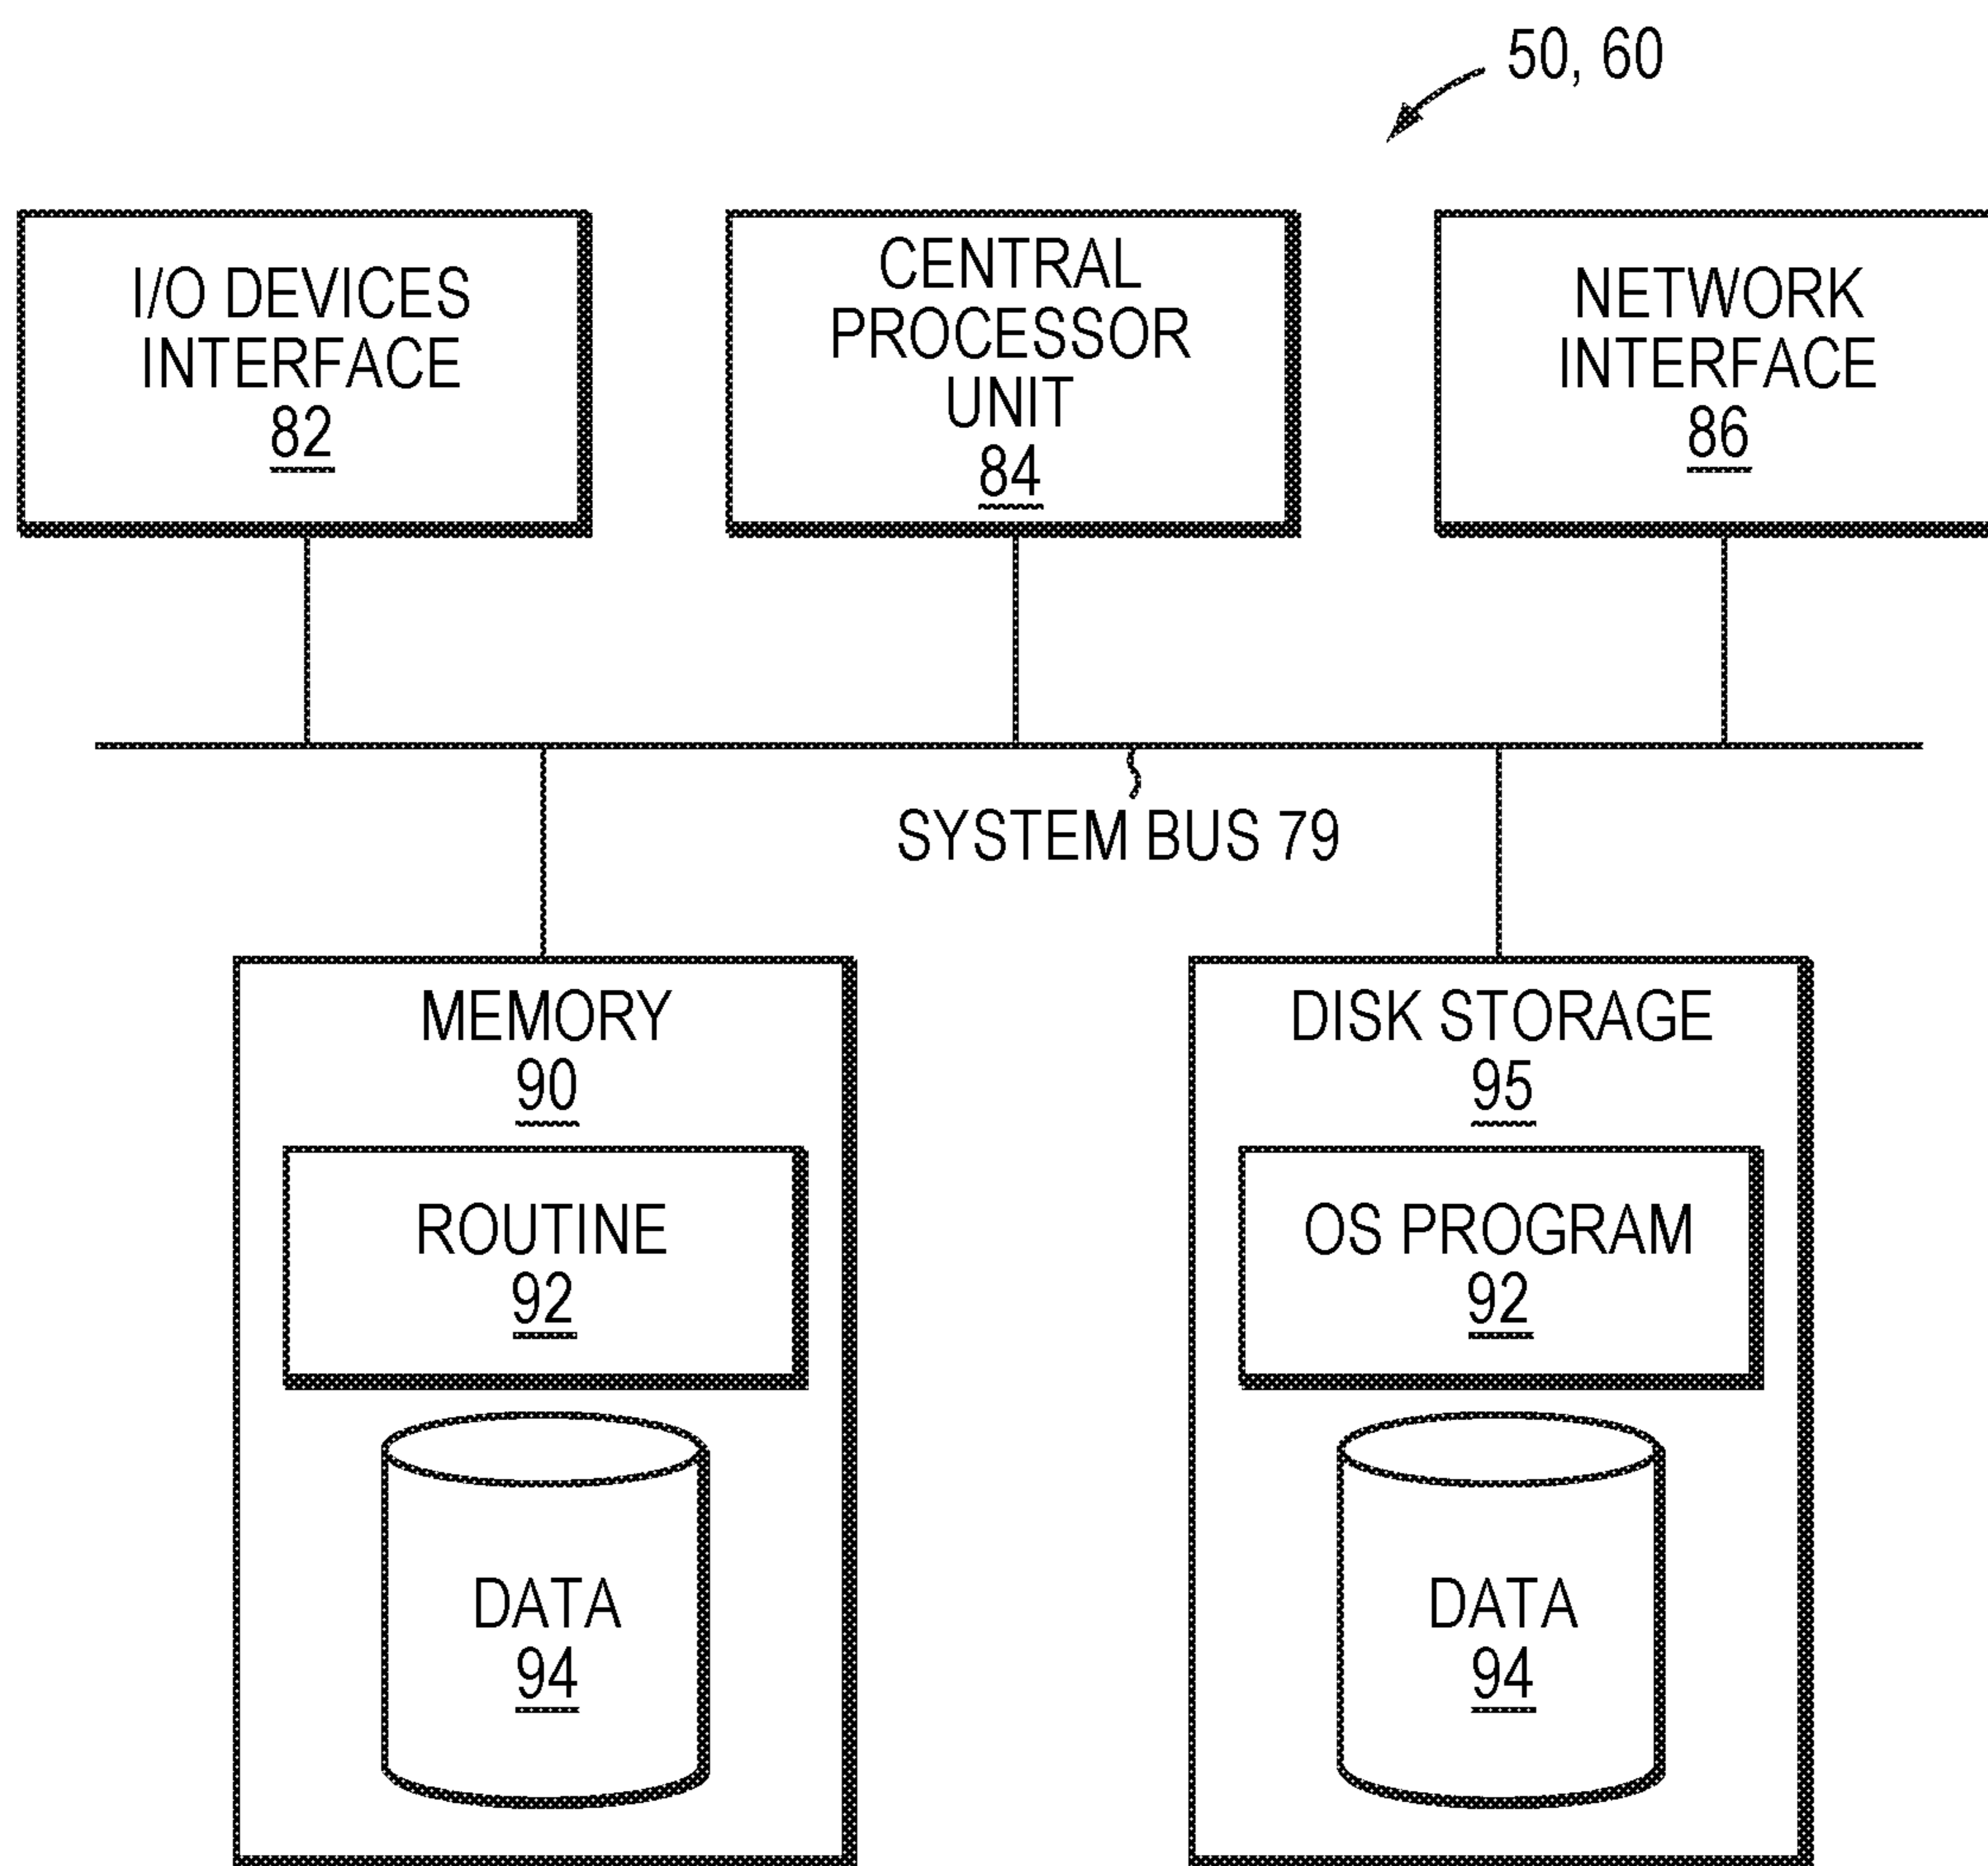 50, 60
I/O DEVICES
INTERFACE
82
CENTRAL
PROCESSOR
UNIT
84
NETWORK
INTERFACE
86
SYSTEM BUS 79
MEMORY
90
ROUTINE
92
DATA
94
DISK STORAGE
95
OS PROGRAM
92
DATA
94